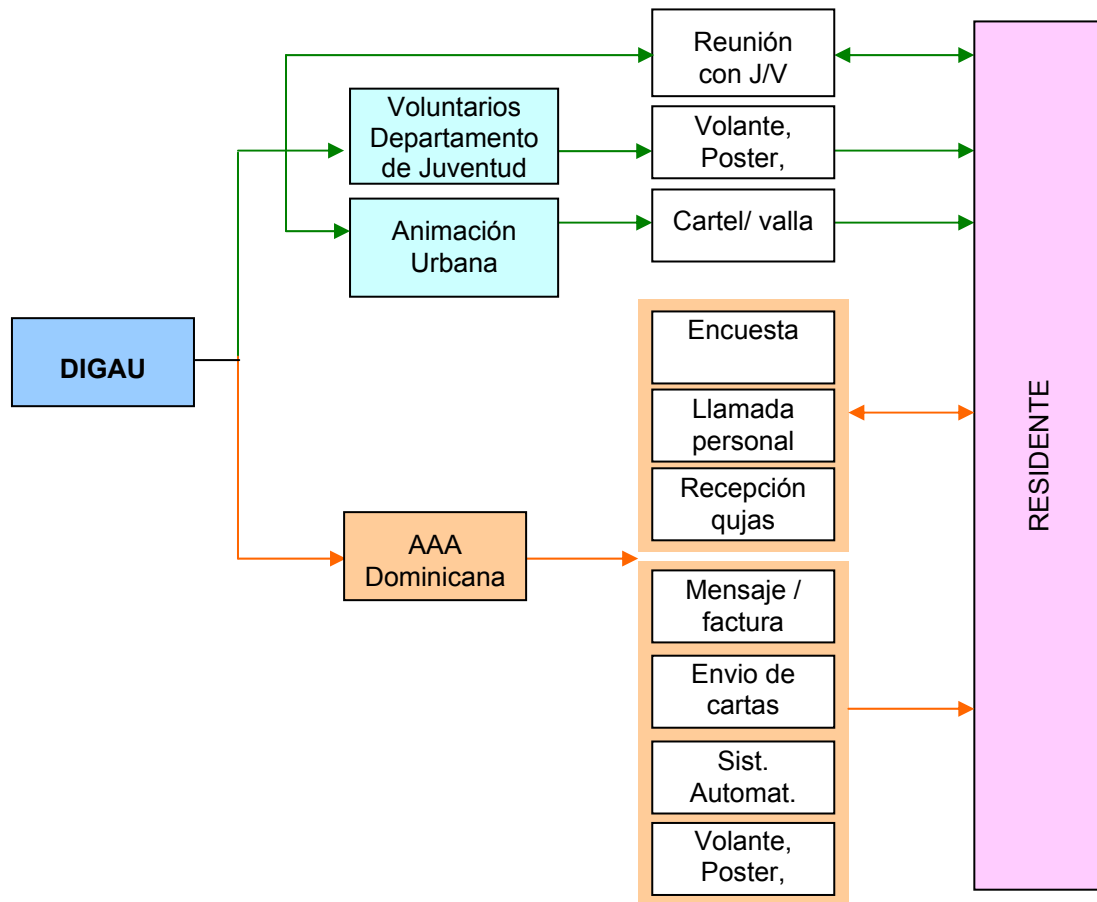 Reunión
con J/V
Voluntarios
Departamento
de Juventud
Volante,
Poster,
Animación
Urbana
Cartel/ valla
DIGAU
Encuesta
Llamada
personal
Recepción
qujas
AAA
Dominicana
Mensaje /
factura
Envio de
cartas
Sist.
Automat.
Volante,
Poster,
RESIDENTE